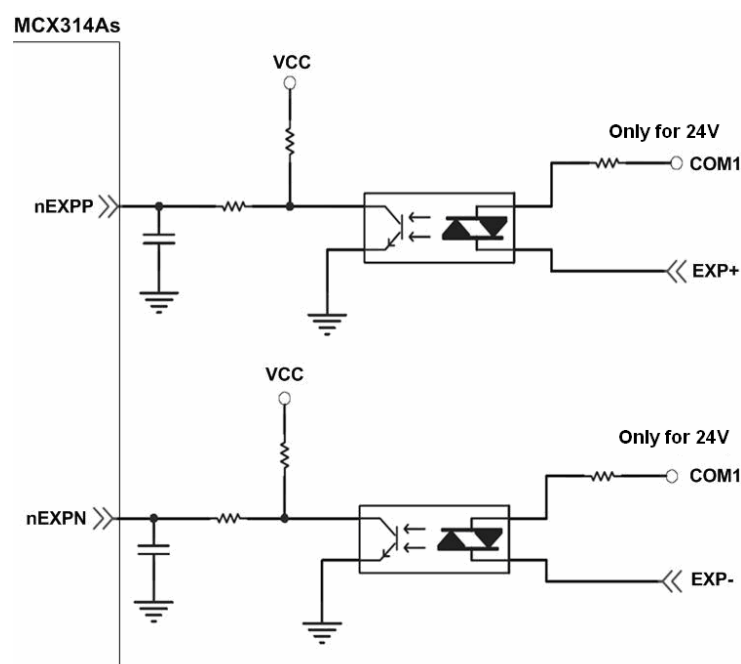 MCX314As
VCC
Only for 24V
COM1
nEXPP
EXP+
VCC
Only for 24V
COM1
nEXPN
EXP-